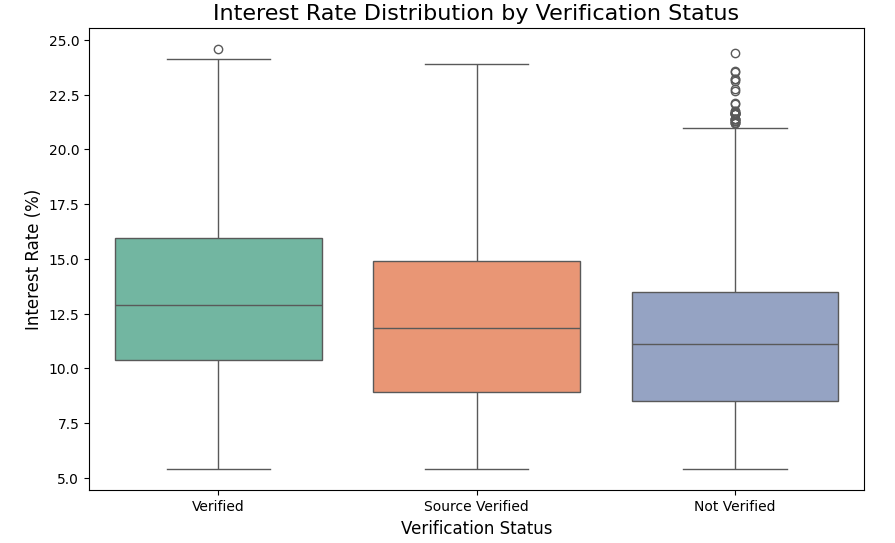 Interest Rate Distribution by Verification Status
25.0
22.5
20.0
17.5
15.0
12.5
10.0
7.5
5.0
Interest Rate (%)
Verified
Source Verified
Not Verified
Verification Status